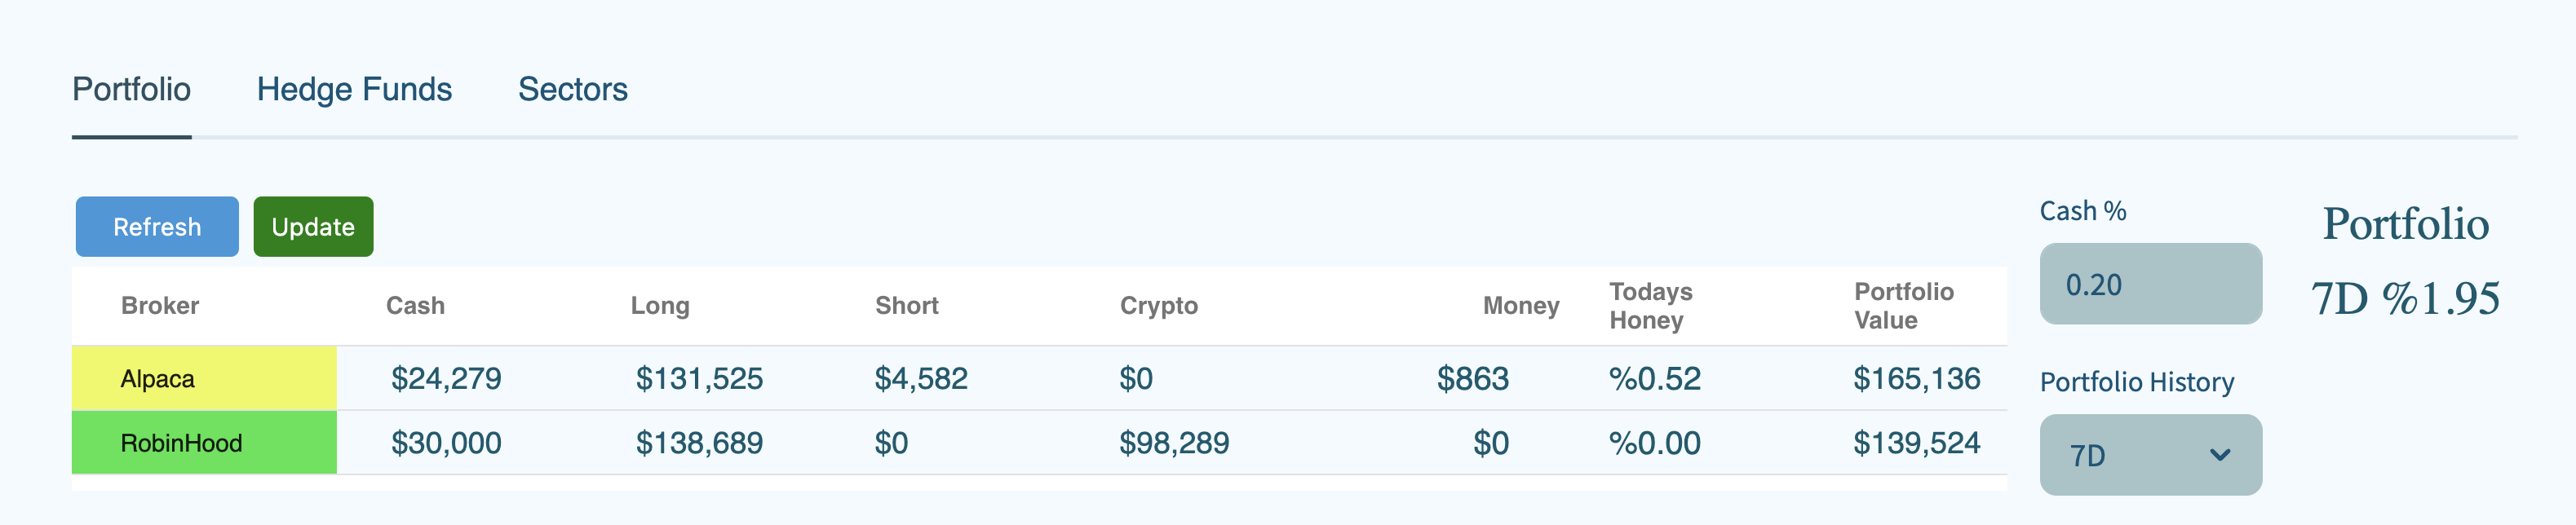 Portfolio Hedge Funds Sectors
Refresh Update
Broker Cash Long Short Crypto Money Todays Honey Portfolio Value
Alpaca $24,279 $131,525 $4,582 $0 $863 %0.52 $165,136
RobinHood $30,000 $138,689 $0 $98,289 $0 %0.00 $139,524
Cash %
0.20
Portfolio History
7D
Portfolio
7D %1.95